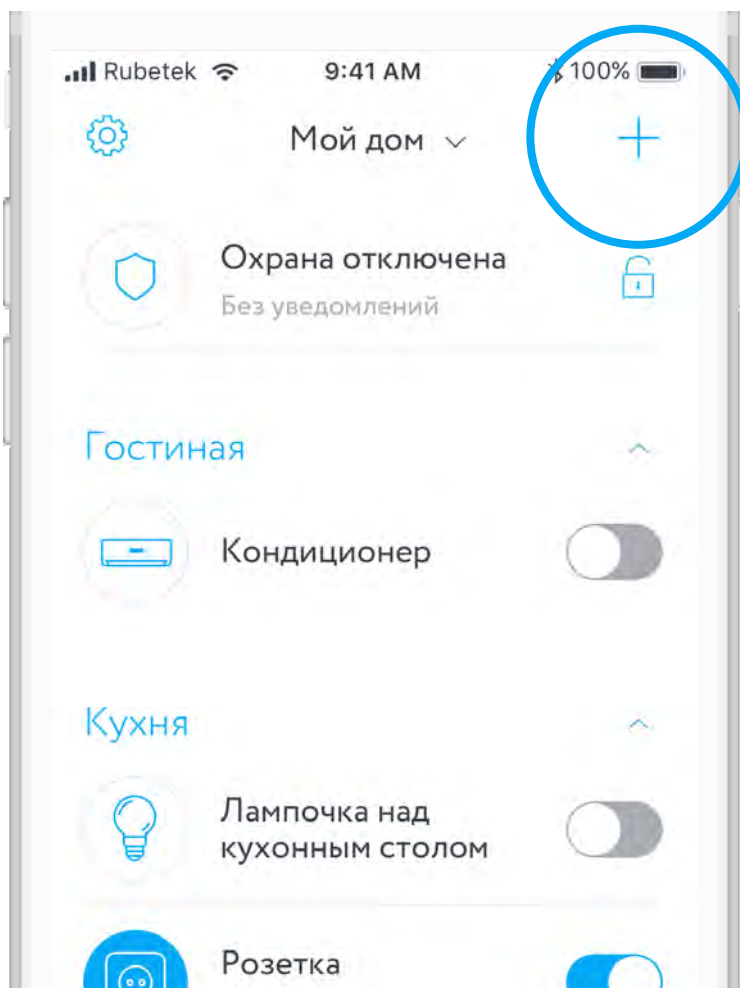 Rubetek 9:41 AM 100%
Мой дом
Охрана отключена
Без уведомлений
Гостиная
Кондиционер
Кухня
Лампочка над
кухонным столом
Розетка